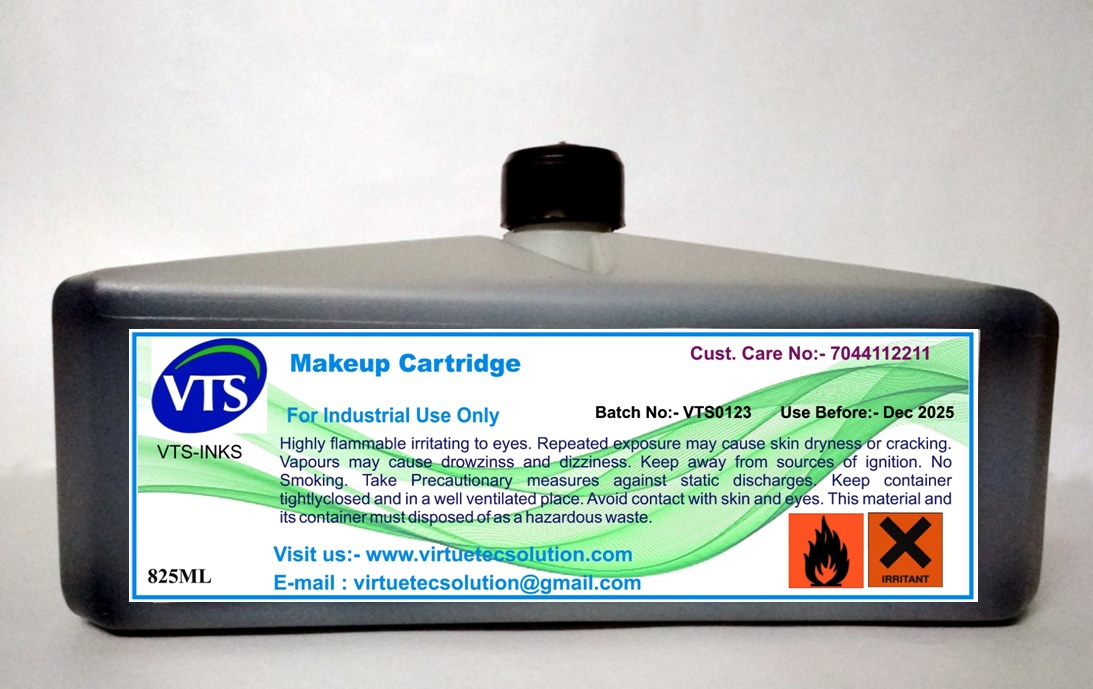 VTS
VTS-INKS
Makeup Cartridge
Cust. Care No:- 7044112211
For Industrial Use Only
Batch No:- VTS0123 Use Before:- Dec 2025
Highly flammable irritating to eyes. Repeated exposure may cause skin dryness or cracking.
Vapours may cause drowzinss and dizziness. Keep away from sources of ignition. No
Smoking. Take Precautionary measures against static discharges. Keep container
tightlyclosed and in a well ventilated place. Avoid contact with skin and eyes. This material and
its container must disposed of as a hazardous waste.
IRRITANT
Visit us:- www.virtuetecsolution.com
E-mail : virtuetecsolution@gmail.com
825ML